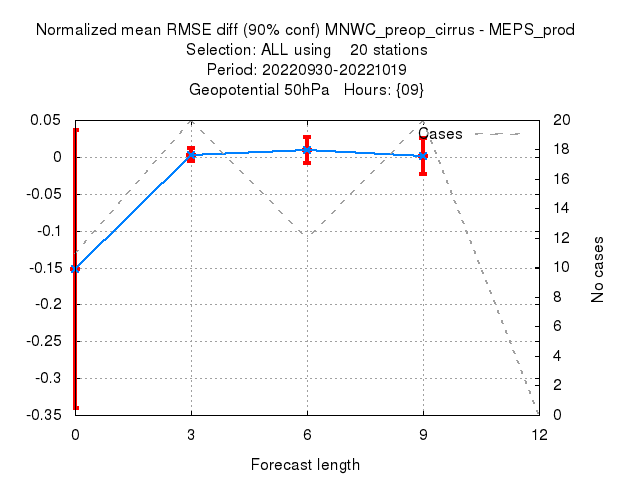 Normalized mean RMSE diff (90% conf) MNWC_preop_cirrus - MEPS_prod
Selection: ALL using 20 stations
Period: 20220930-20221019
Geopotential 50hPa Hours: {09}
Cases
0.05
0
-0.05
-0.1
-0.15
-0.2
-0.25
-0.3
-0.35
20
18
16
14
12
10
8
6
4
2
0
No cases
0 3 6 9 12
Forecast length